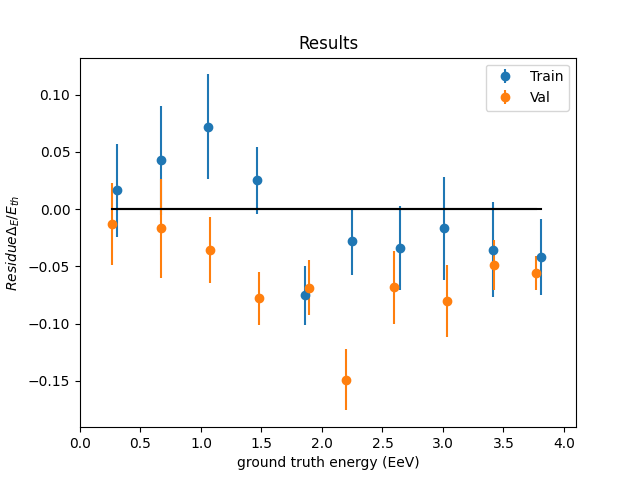 Results
Train
Val
0.10
0.05
0.00
−0.05
−0.10
−0.15
Residue Δ_E/E_th
0.0 0.5 1.0 1.5 2.0 2.5 3.0 3.5 4.0
ground truth energy (EeV)